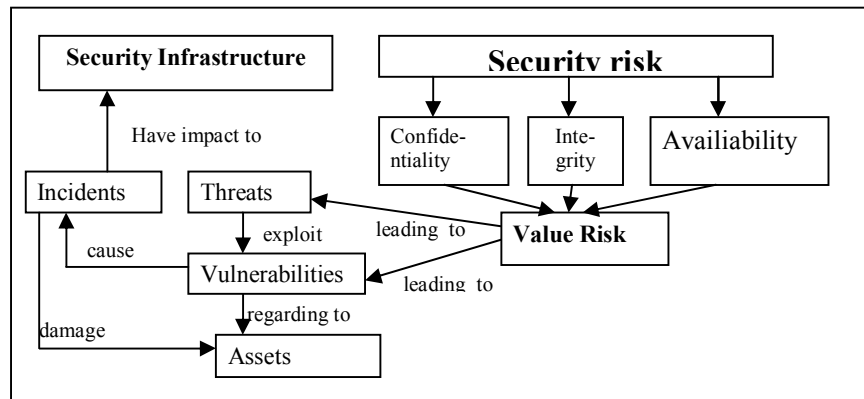 Security Infrastructure
Security risk
Have impact to
Confide-
ntiality
Inte-
grity
Availiability
Incidents
Threats
leading to
Value Risk
exploit
cause
Vulnerabilities
leading to
regarding to
damage
Assets